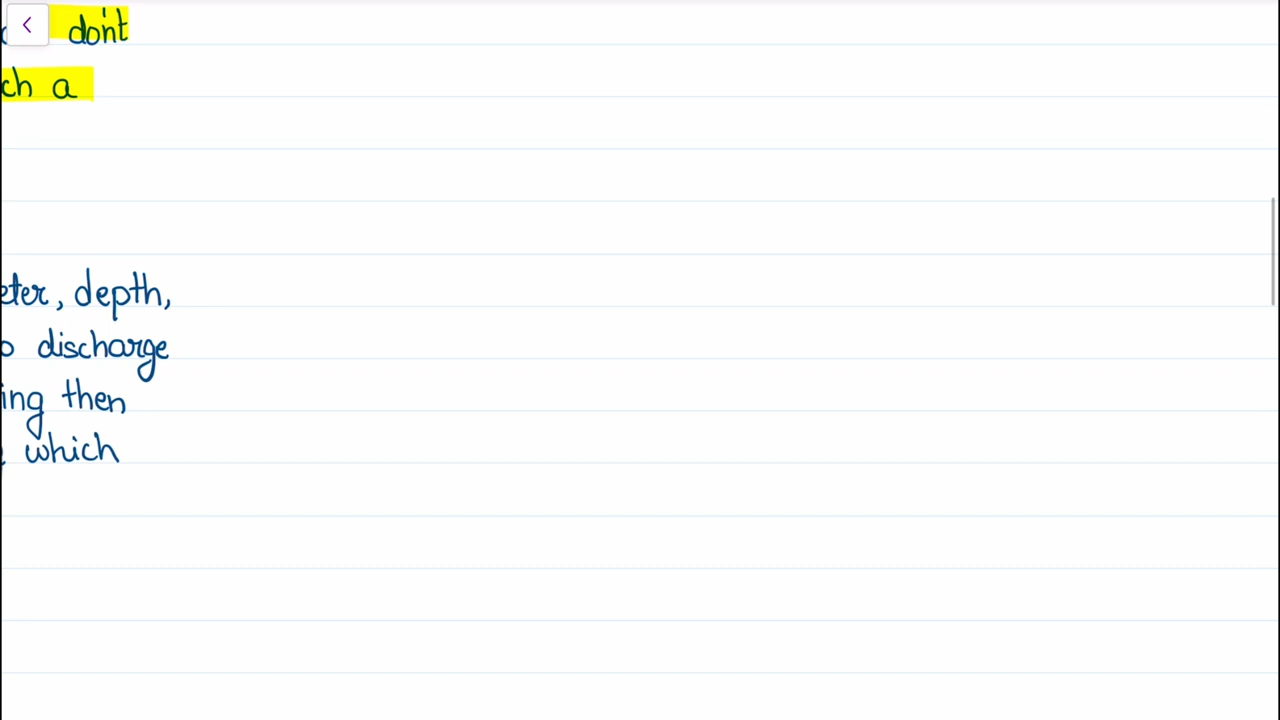 don't
ch a
eter, depth,
o discharge
ing then
which